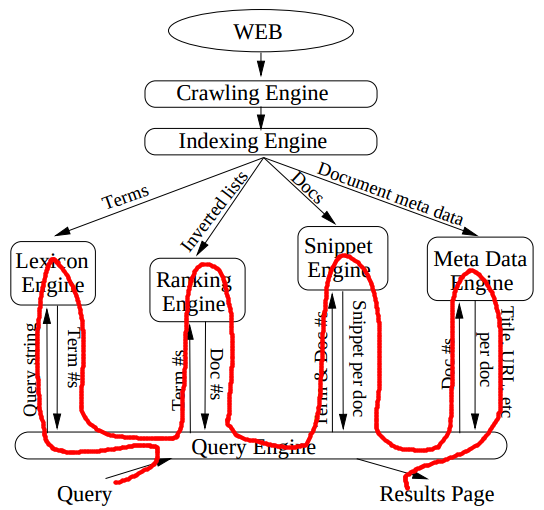 WEB
Crawling Engine
Indexing Engine
Terms
Inverted lists
Docs
Document meta data
Lexicon
Engine
Ranking
Engine
Snippet
Engine
Meta Data
Engine
Query string
Term #s
Term #s
Doc #s
Term & Doc #s
Snippet per doc
Doc #s
Title, URL, etc
per doc
Query Engine
Query
Results Page